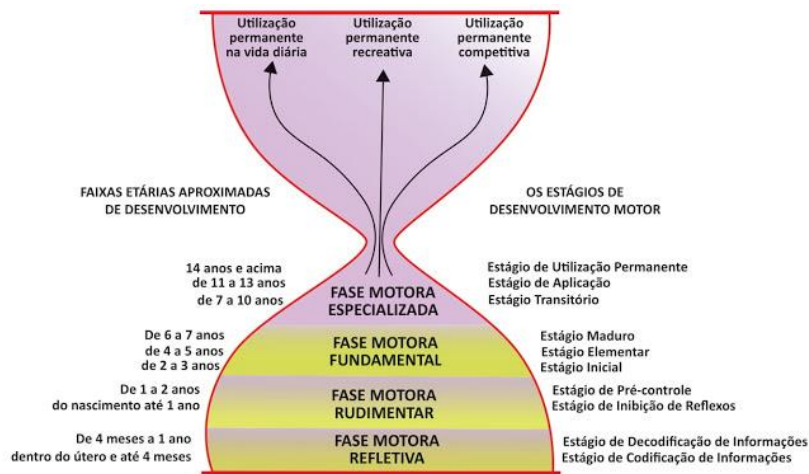 Utilização
permanente
na vida diária
Utilização
permanente
recreativa
Utilização
permanente
competitiva
FAIXAS ETÁRIAS APROXIMADAS
DE DESENVOLVIMENTO
OS ESTÁGIOS DE
DESENVOLVIMENTO MOTOR
14 anos e acima
de 11 a 13 anos
de 7 a 10 anos
FASE MOTORA
ESPECIALIZADA
Estágio de Utilização Permanente
Estágio de Aplicação
Estágio Transitório
De 6 a 7 anos
de 4 a 5 anos
de 2 a 3 anos
FASE MOTORA
FUNDAMENTAL
Estágio Maduro
Estágio Elementar
Estágio Inicial
De 1 a 2 anos
do nascimento até 1 ano
FASE MOTORA
RUDIMENTAR
Estágio de Pré-controle
Estágio de Inibição de Reflexos
De 4 meses a 1 ano
dentro do útero e até 4 meses
FASE MOTORA
REFLETIVA
Estágio de Decodificação de Informações
Estágio de Codificação de Informações